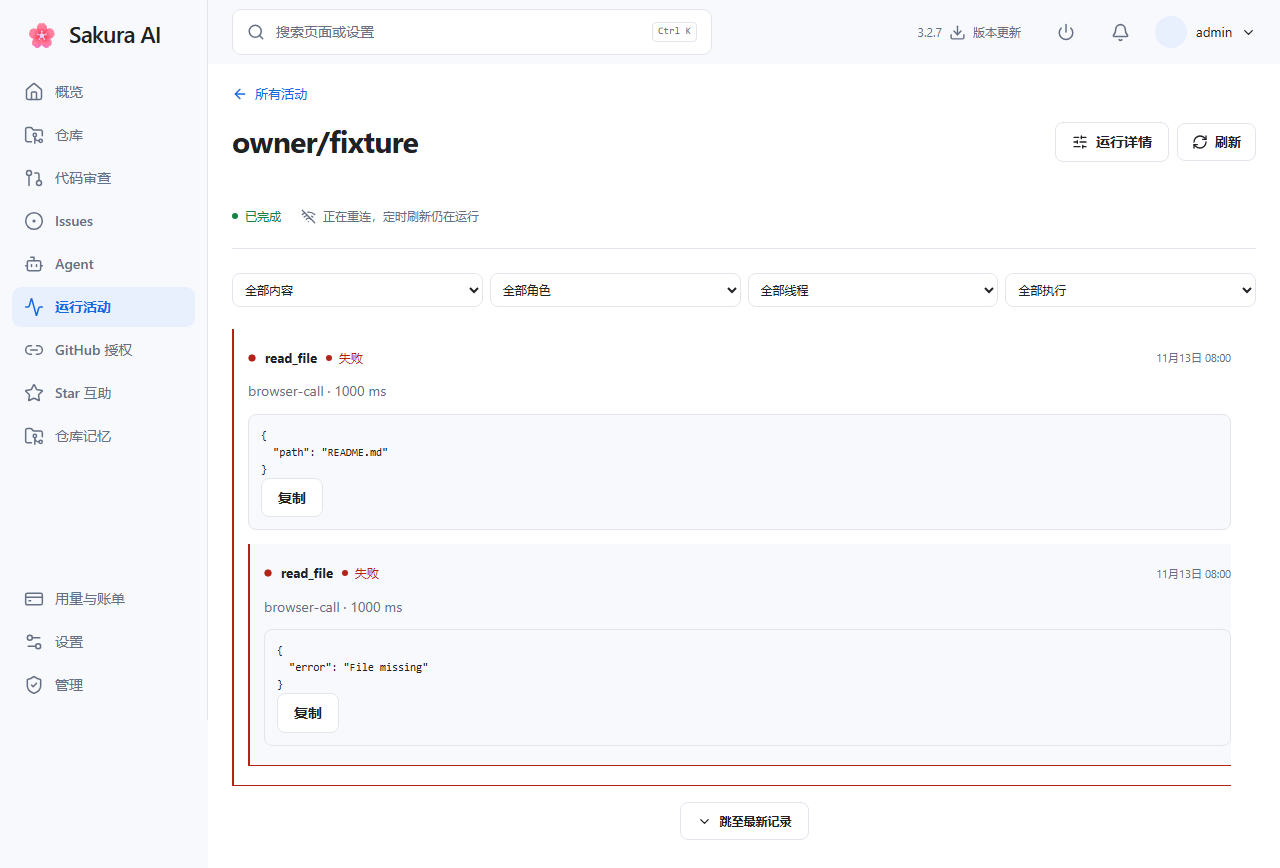 Sakura AI
搜索页面或设置
Ctrl K
3.2.7
版本更新
admin
概览
仓库
代码审查
Issues
Agent
运行活动
GitHub 授权
Star 互助
仓库记忆
用量与账单
设置
管理
所有活动
owner/fixture
运行详情
刷新
已完成
正在重连，定时刷新仍在运行
全部内容
全部角色
全部线程
全部执行
read_file
失败
11月13日 08:00
browser-call · 1000 ms
{
"path": "README.md"
}
复制
read_file
失败
11月13日 08:00
browser-call · 1000 ms
{
"error": "File missing"
}
复制
跳至最新记录